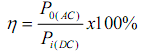 η = P₀₍AC₎ / Pᵢ₍DC₎ x100%